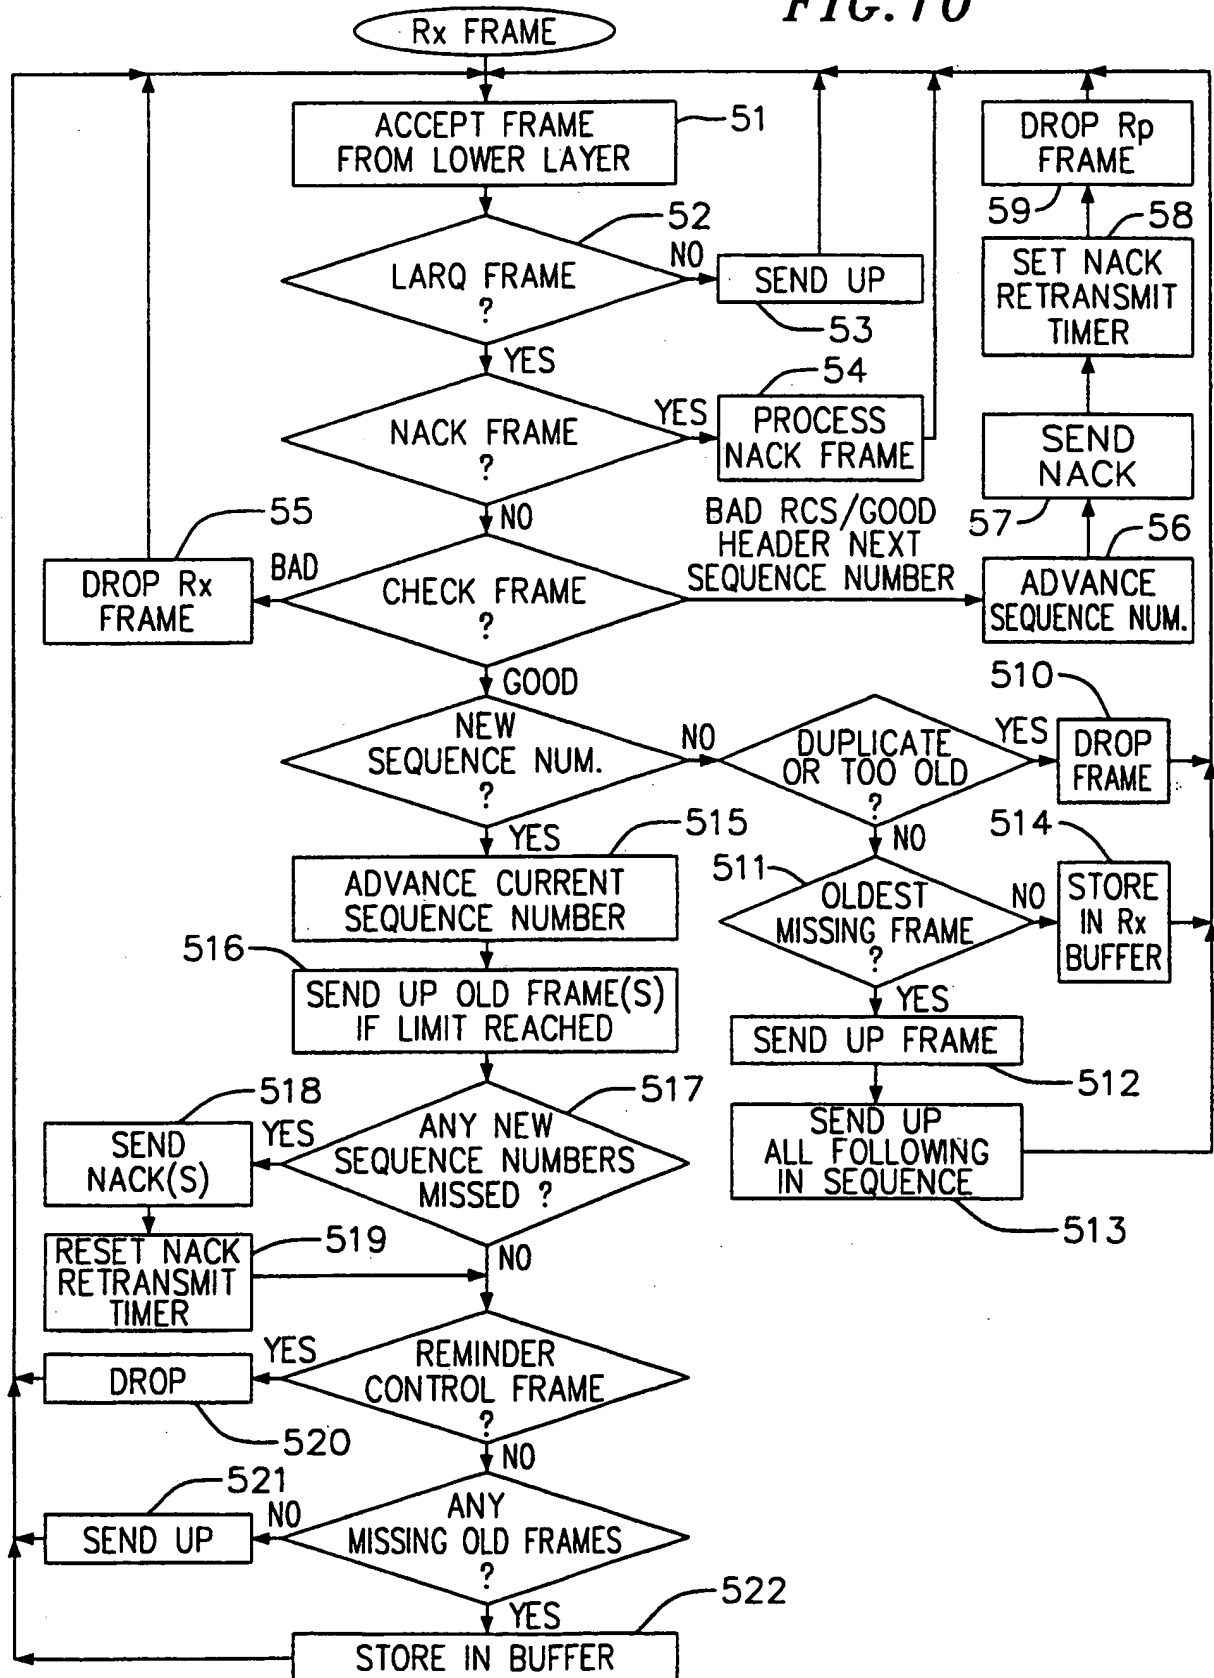 FIG. 70
Rx FRAME
ACCEPT FRAME
FROM LOWER LAYER
51
52
LARQ FRAME
?
NO
SEND UP
53
YES
NACK FRAME
?
YES
54
PROCESS
NACK FRAME
NO
DROP Rp
FRAME
59
58
SET NACK
RETRANSMIT
TIMER
SEND
NACK
57
56
ADVANCE
SEQUENCE NUM.
BAD RCS/GOOD
HEADER NEXT
SEQUENCE NUMBER
CHECK FRAME
?
BAD
55
DROP Rx
FRAME
GOOD
NEW
SEQUENCE NUM.
?
NO
DUPLICATE
OR TOO OLD
?
YES
510
DROP
FRAME
NO
511
OLDEST
MISSING FRAME
?
NO
514
STORE
IN Rx
BUFFER
YES
SEND UP FRAME
512
SEND UP
ALL FOLLOWING
IN SEQUENCE
513
YES
515
ADVANCE CURRENT
SEQUENCE NUMBER
516
SEND UP OLD FRAME(S)
IF LIMIT REACHED
517
ANY NEW
SEQUENCE NUMBERS
MISSED ?
YES
518
SEND
NACK(S)
RESET NACK
RETRANSMIT
TIMER
519
NO
REMINDER
CONTROL FRAME
?
YES
DROP
520
NO
ANY
MISSING OLD FRAMES
?
NO
521
SEND UP
YES
522
STORE IN BUFFER